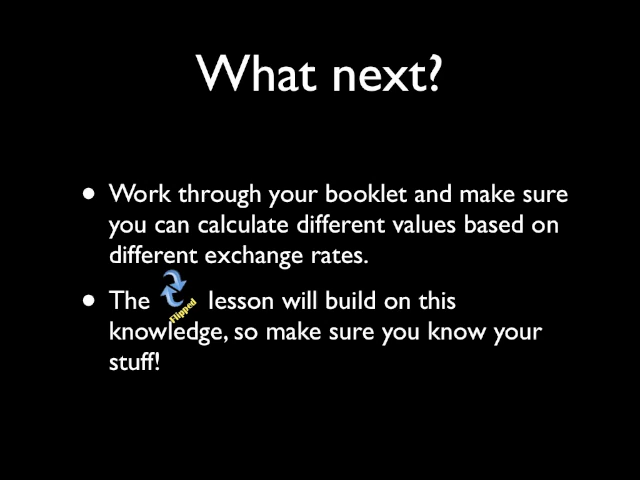 What next?
• Work through your booklet and make sure
you can calculate different values based on
different exchange rates.
• The Flipped lesson will build on this
knowledge, so make sure you know your
stuff!